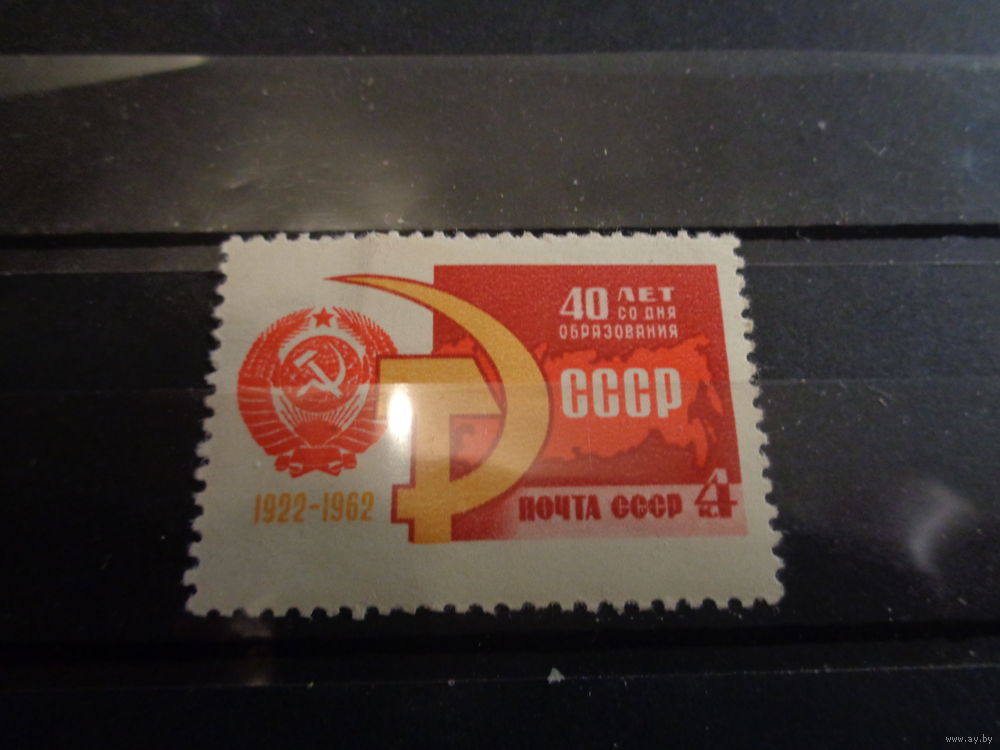 40 ЛЕТ
СО ДНЯ
ОБРАЗОВАНИЯ
СССР
1922-1962
ПОЧТА СССР 4 к.
www.ay.by